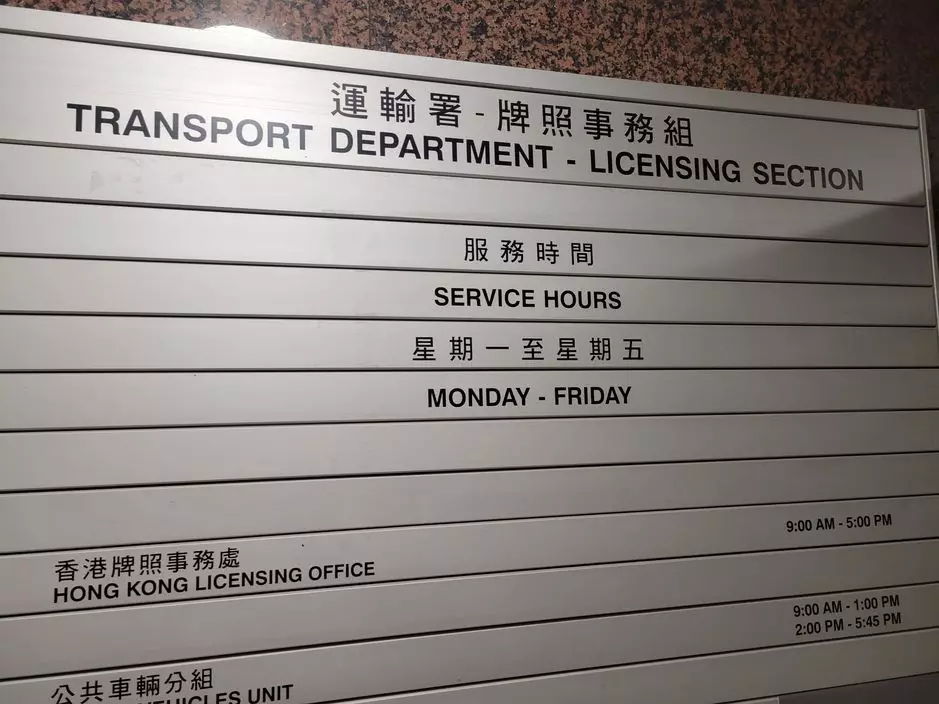 運輸署-牌照事務組
TRANSPORT DEPARTMENT - LICENSING SECTION
服務時間
SERVICE HOURS
星期一至星期五
MONDAY - FRIDAY
香港牌照事務處
HONG KONG LICENSING OFFICE
9:00 AM - 5:00 PM
公共車輛分組
UNIT
9:00 AM - 1:00 PM
2:00 PM - 5:45 PM